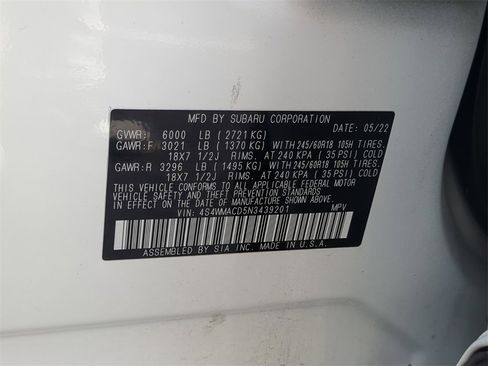 MFD BY SUBARU CORPORATION
DATE: 05/22
GVWR: 6000 LB (2721 KG)
GAWR:F 3021 LB (1370 KG) WITH 245/60R18 105H TIRES
18X7 1/2J RIMS. AT 240 KPA (35 PSI) COLD
GAWR:R 3296 LB (1495 KG) WITH 245/60R18 105H TIRES
18X7 1/2J RIMS. AT 240 KPA (35 PSI) COLD
THIS VEHICLE CONFORMS TO ALL APPLICABLE FEDERAL MOTOR
VEHICLE SAFETY AND THEFT PREVENTION STANDARDS
IN EFFECT ON THE DATE OF MANUFACTURE SHOWN ABOVE.
VIN: 4S4WMACD5N3439201 MPV
ASSEMBLED BY SIA INC. MADE IN U.S.A.